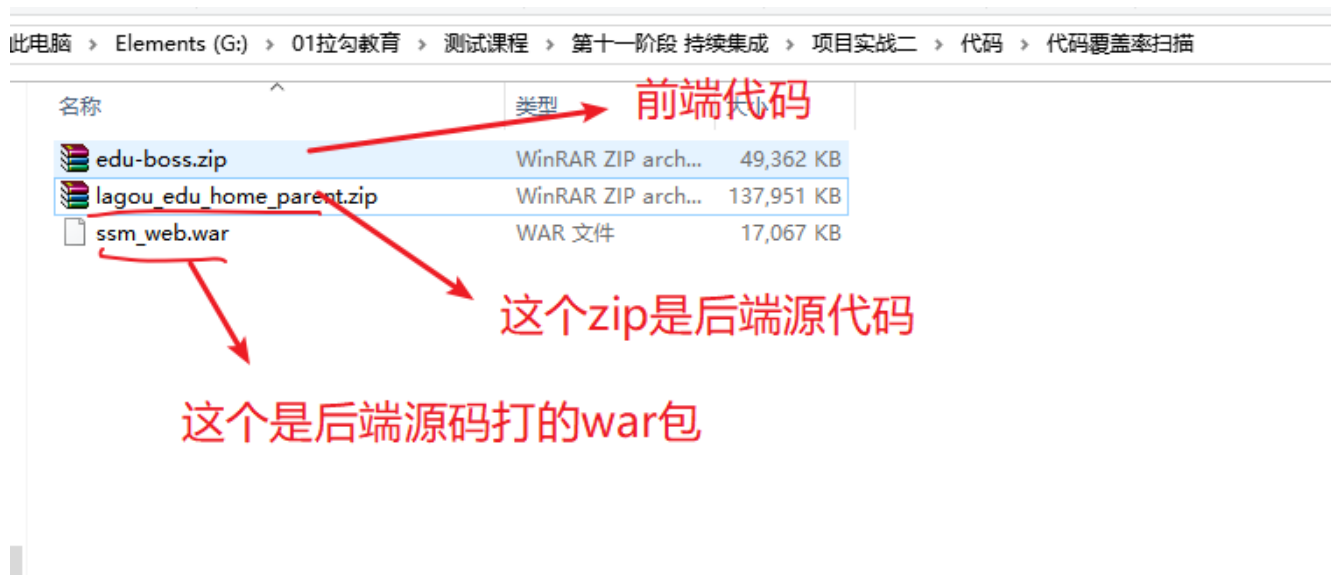 此电脑 > Elements (G:) > 01拉勾教育 > 测试课程 > 第十一阶段 持续集成 > 项目实战二 > 代码 > 代码覆盖率扫描
名称 类型 大小
前端代码
edu-boss.zip WinRAR ZIP arch... 49,362 KB
lagou_edu_home_parent.zip WinRAR ZIP arch... 137,951 KB
ssm_web.war WAR 文件 17,067 KB
这个zip是后端源代码
这个是后端源码打的war包